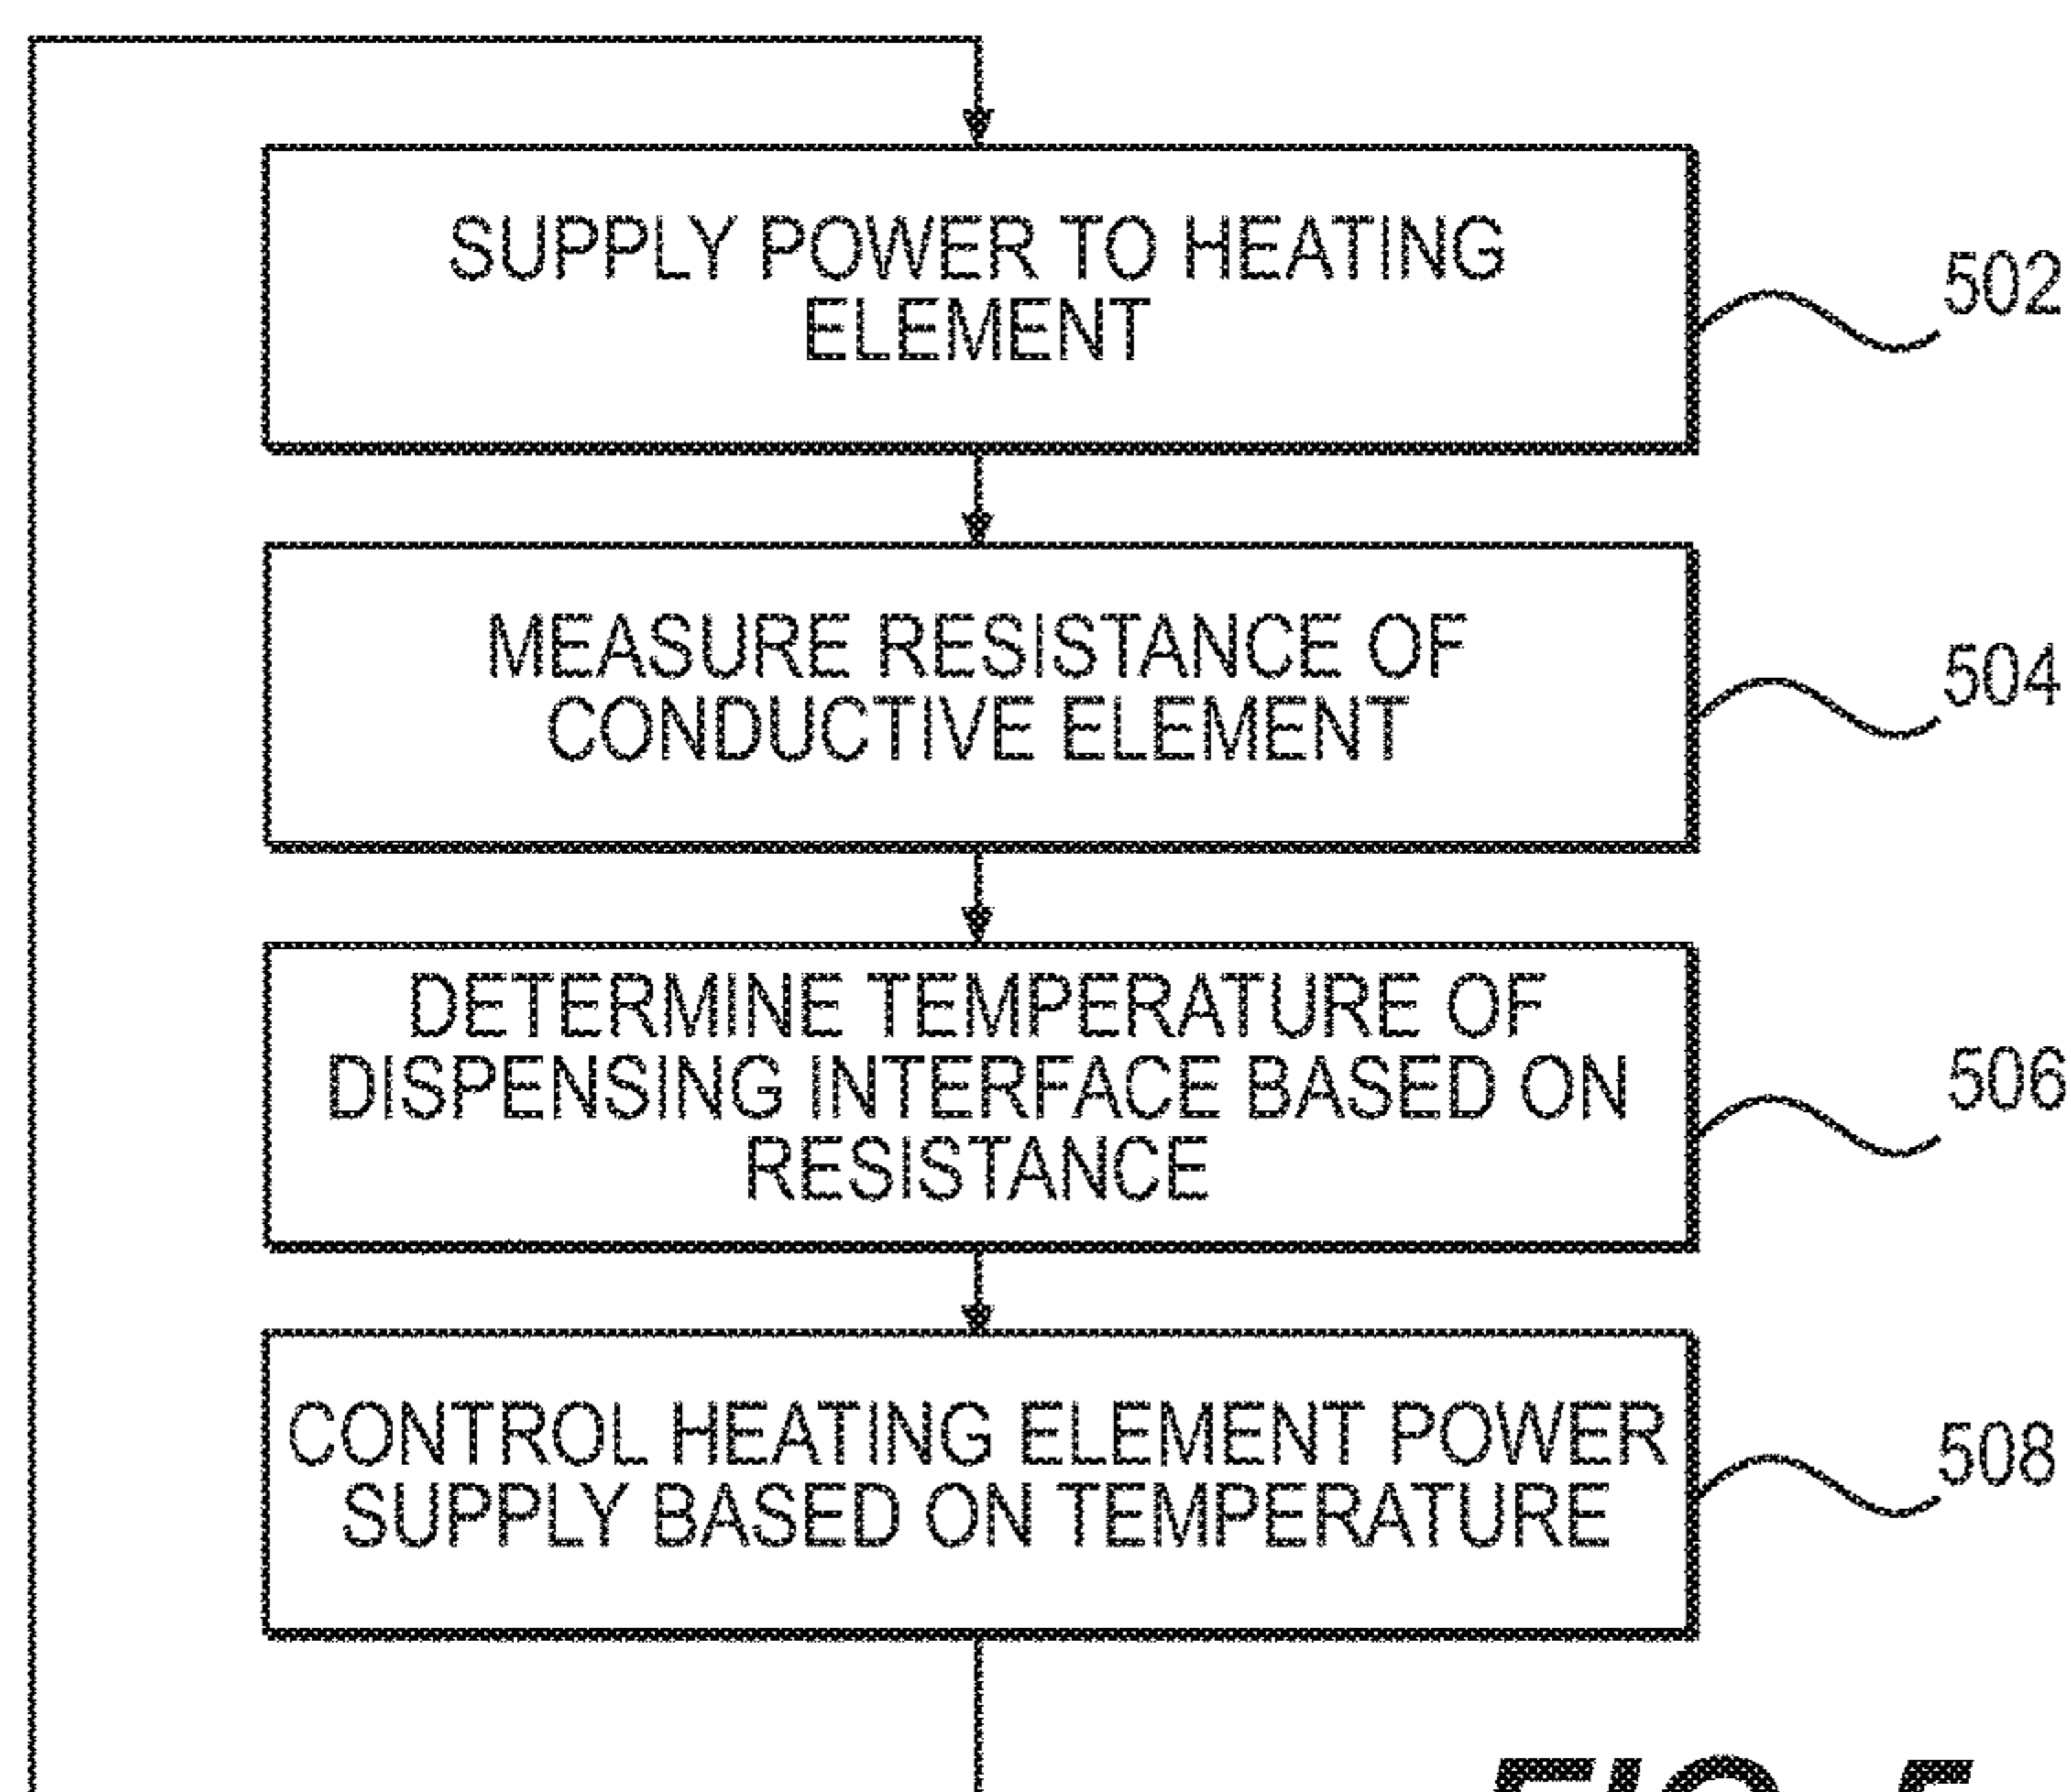 SUPPLY POWER TO HEATING
ELEMENT
502
MEASURE RESISTANCE OF
CONDUCTIVE ELEMENT
504
DETERMINE TEMPERATURE OF
DISPENSING INTERFACE BASED ON
RESISTANCE
506
CONTROL HEATING ELEMENT POWER
SUPPLY BASED ON TEMPERATURE
508